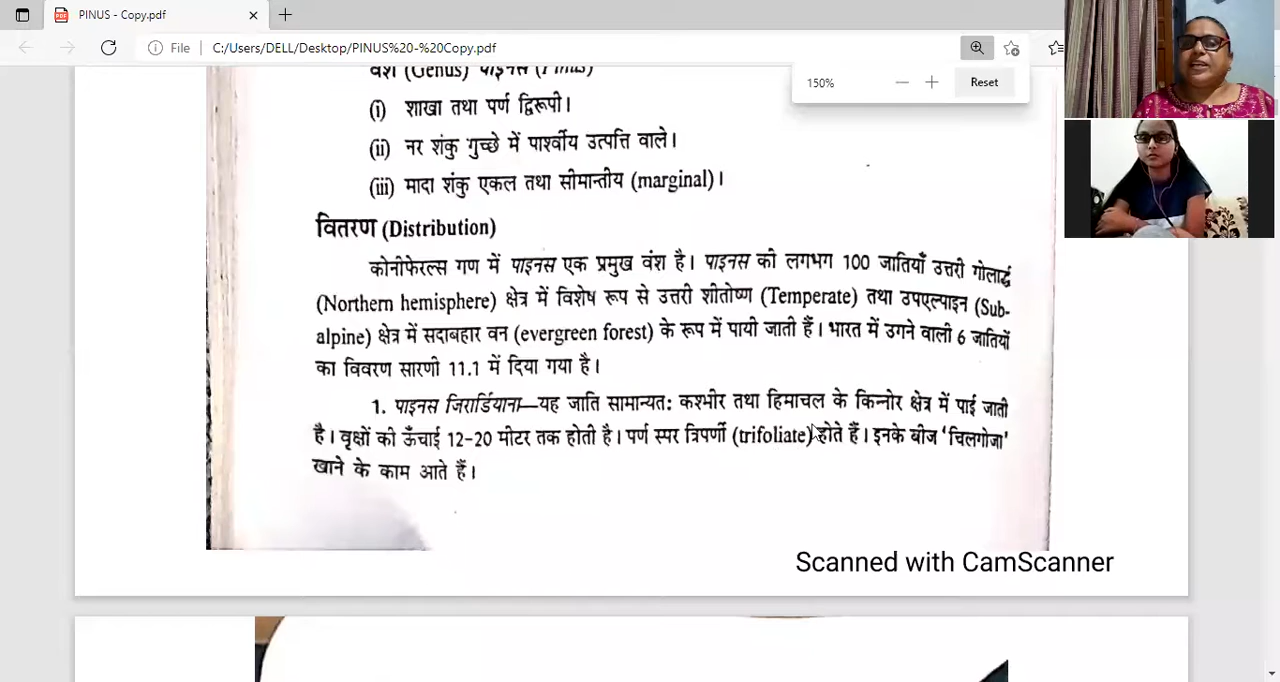 PINUS - Copy.pdf
File | C:/Users/DELL/Desktop/PINUS%20-%20Copy.pdf
150% Reset
वंश (Genus) पाइनस (Pinus)
(i) शाखा तथा पर्ण द्विरूपी।
(ii) नर शंकु गुच्छे में पार्श्वीय उत्पत्ति वाले।
(iii) मादा शंकु एकल तथा सीमान्तीय (marginal)।
वितरण (Distribution)
कोनीफेरल्स गण में पाइनस एक प्रमुख वंश है। पाइनस की लगभग 100 जातियाँ उत्तरी गोलार्द्ध
(Northern hemisphere) क्षेत्र में विशेष रूप से उत्तरी शीतोष्ण (Temperate) तथा उपएल्पाइन (Sub-
alpine) क्षेत्र में सदाबहार वन (evergreen forest) के रूप में पायी जाती हैं। भारत में उगने वाली 6 जातियों
का विवरण सारणी 11.1 में दिया गया है।
1. पाइनस जिरार्डियाना—यह जाति सामान्यत: कश्मीर तथा हिमाचल के किन्नोर क्षेत्र में पाई जाती
है। वृक्षों की ऊँचाई 12-20 मीटर तक होती है। पर्ण स्पर त्रिपर्णी (trifoliate) होते हैं। इनके बीज 'चिलगोजा'
खाने के काम आते हैं।
Scanned with CamScanner